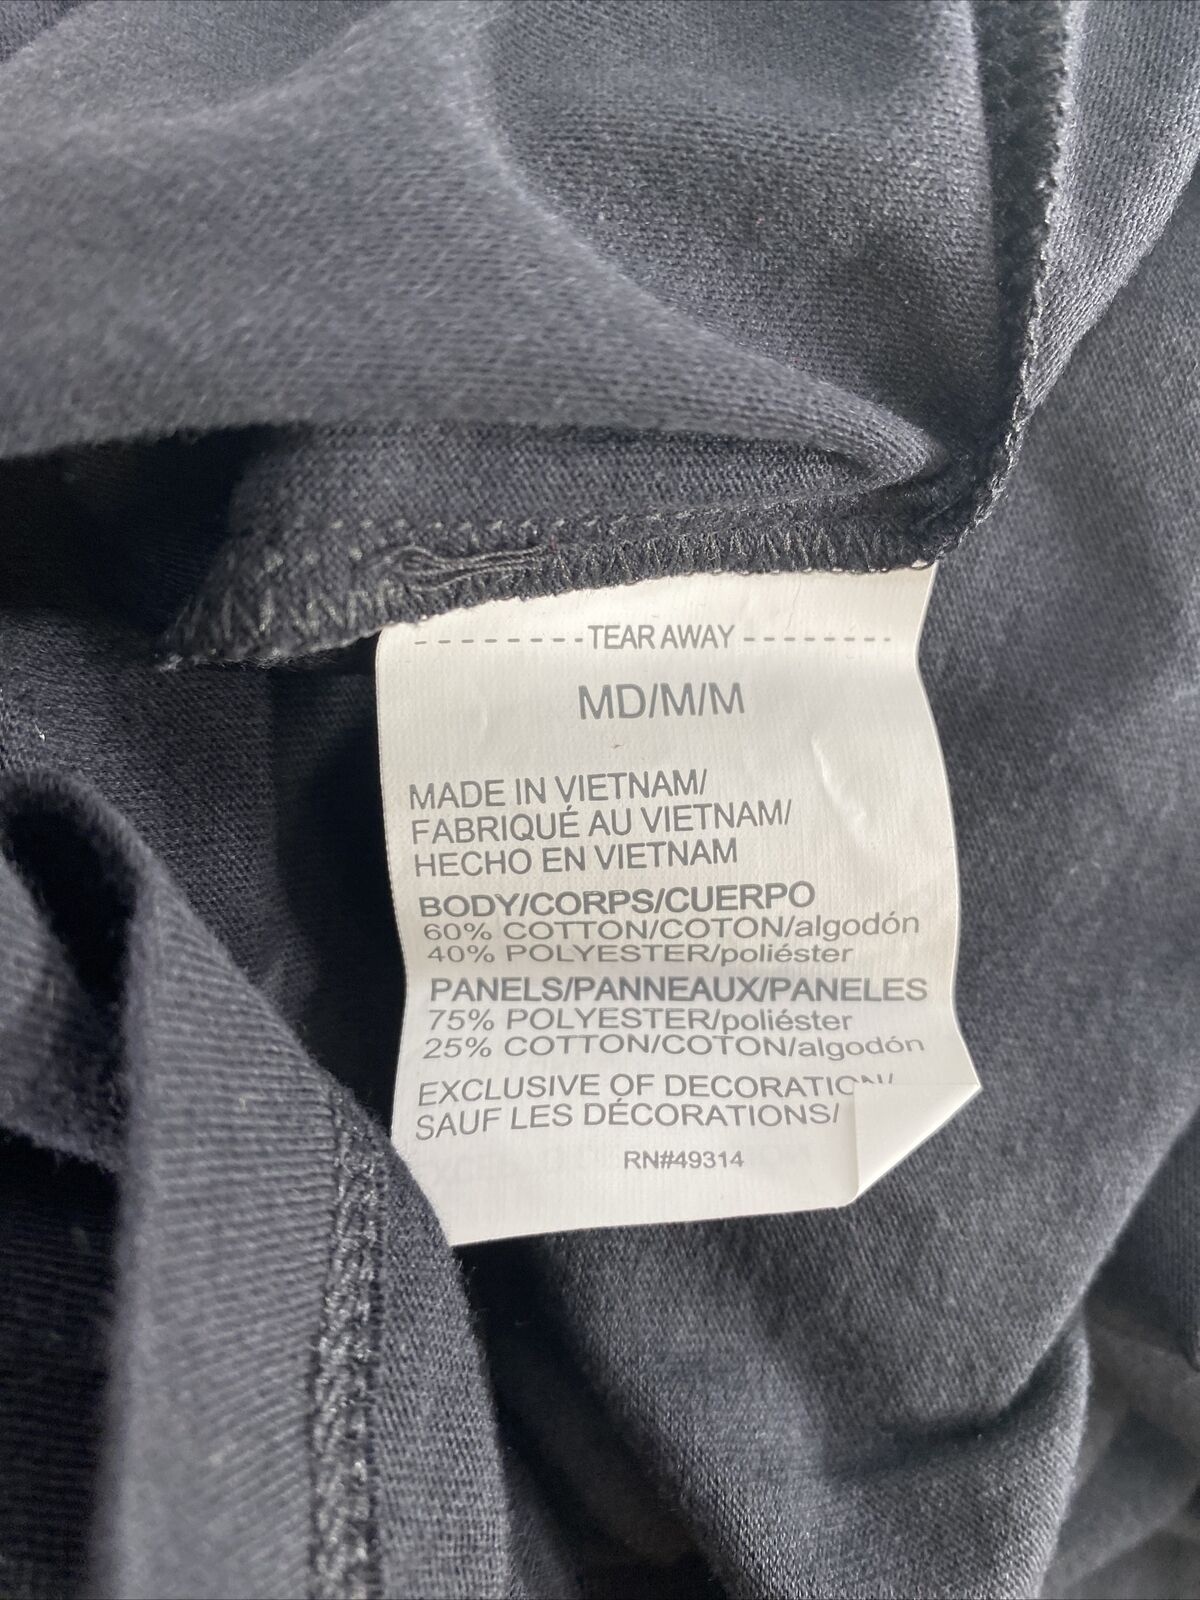 --------TEAR AWAY--------
MD/M/M
MADE IN VIETNAM/
FABRIQUÉ AU VIETNAM/
HECHO EN VIETNAM
BODY/CORPS/CUERPO
60% COTTON/COTON/algodón
40% POLYESTER/poliéster
PANELS/PANNEAUX/PANELES
75% POLYESTER/poliéster
25% COTTON/COTON/algodón
EXCLUSIVE OF DECORATION/
SAUF LES DÉCORATIONS/
RN#49314